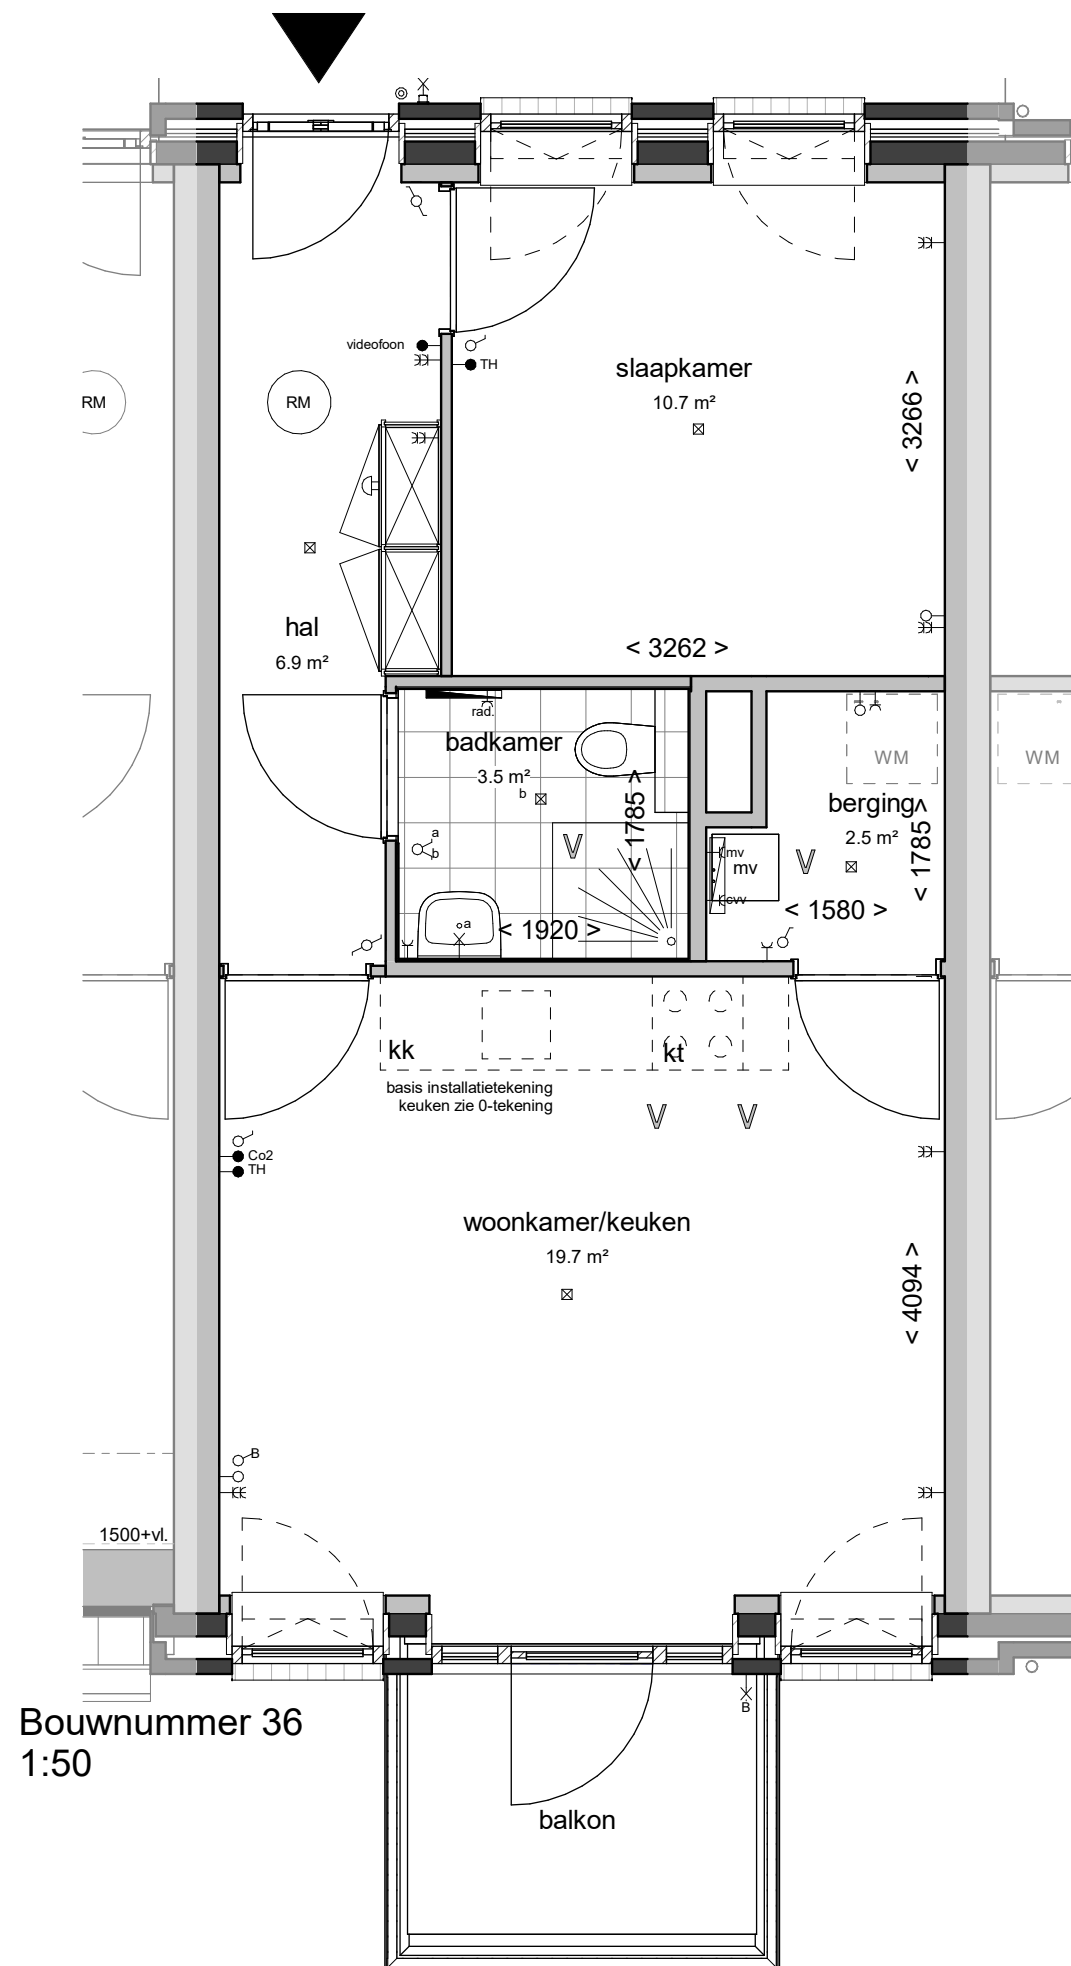 videofoon
TH
RM
RM
slaapkamer
10.7 m²
< 3266 >
hal
6.9 m²
< 3262 >
rad.
badkamer
3.5 m²
b
< 1785 >
a
b
a
< 1920 >
WM
WM
berging
2.5 m²
< 1785 >
mv
mv
cvv
< 1580 >
kk
kt
basis installatietekening
keuken zie 0-tekening
Co2
TH
woonkamer/keuken
19.7 m²
< 4094 >
B
1500+vl.
B
Bouwnummer 36
1:50
balkon